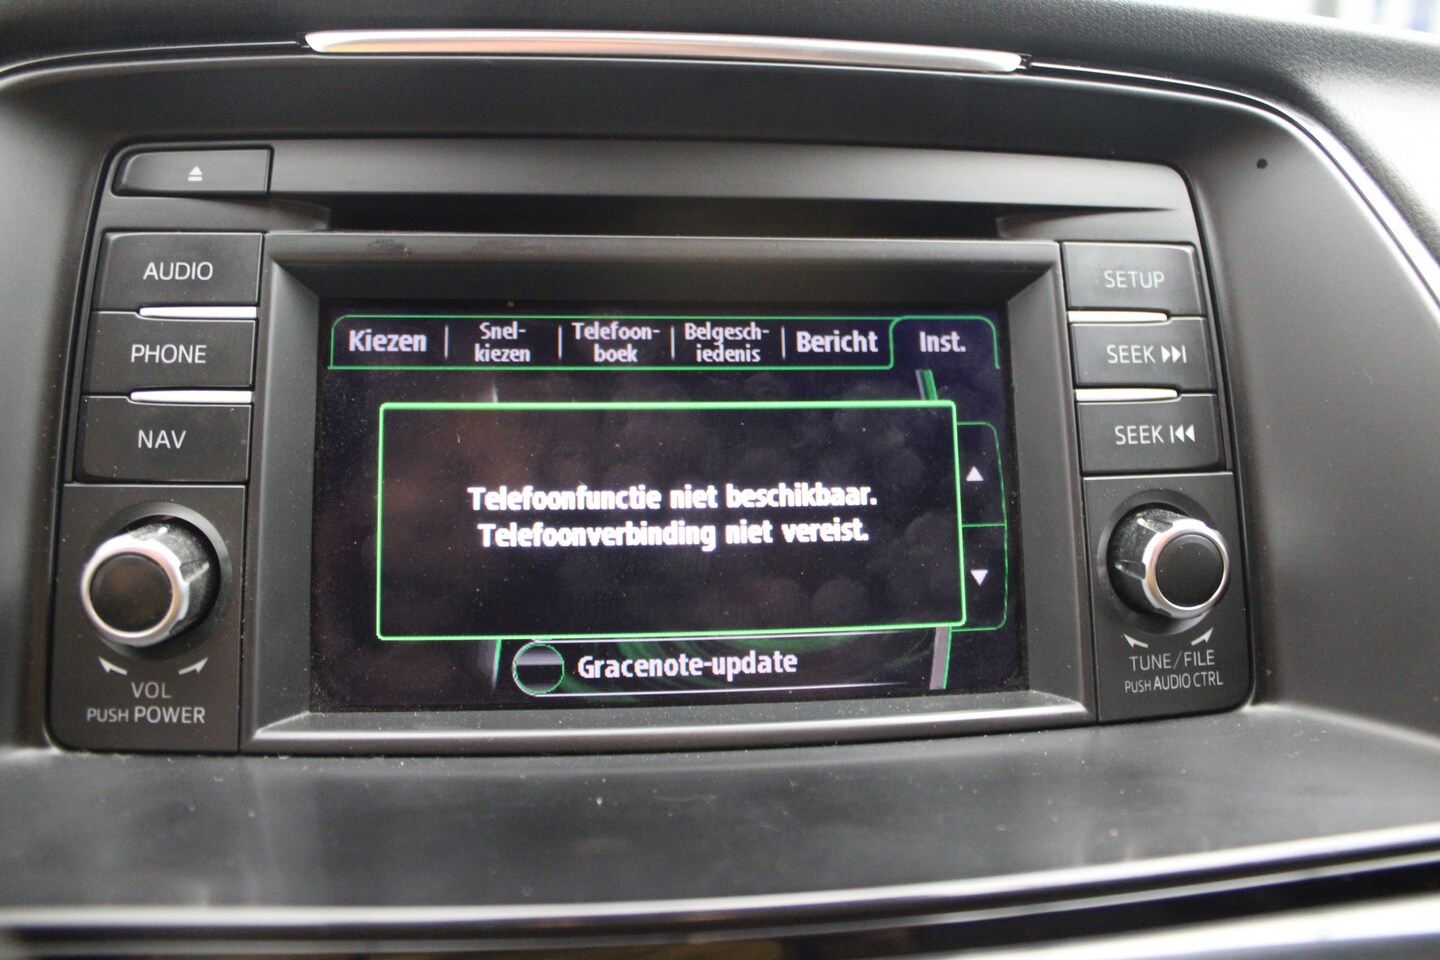 AUDIO
PHONE
NAV
VOL
PUSH POWER
Kiezen
Snel-
kiezen
Telefoon-
boek
Belgesch-
iedenis
Bericht
Inst.
Telefoonfunctie niet beschikbaar.
Telefoonverbinding niet vereist.
Gracenote-update
SETUP
SEEK
SEEK
TUNE/FILE
PUSH AUDIO CTRL